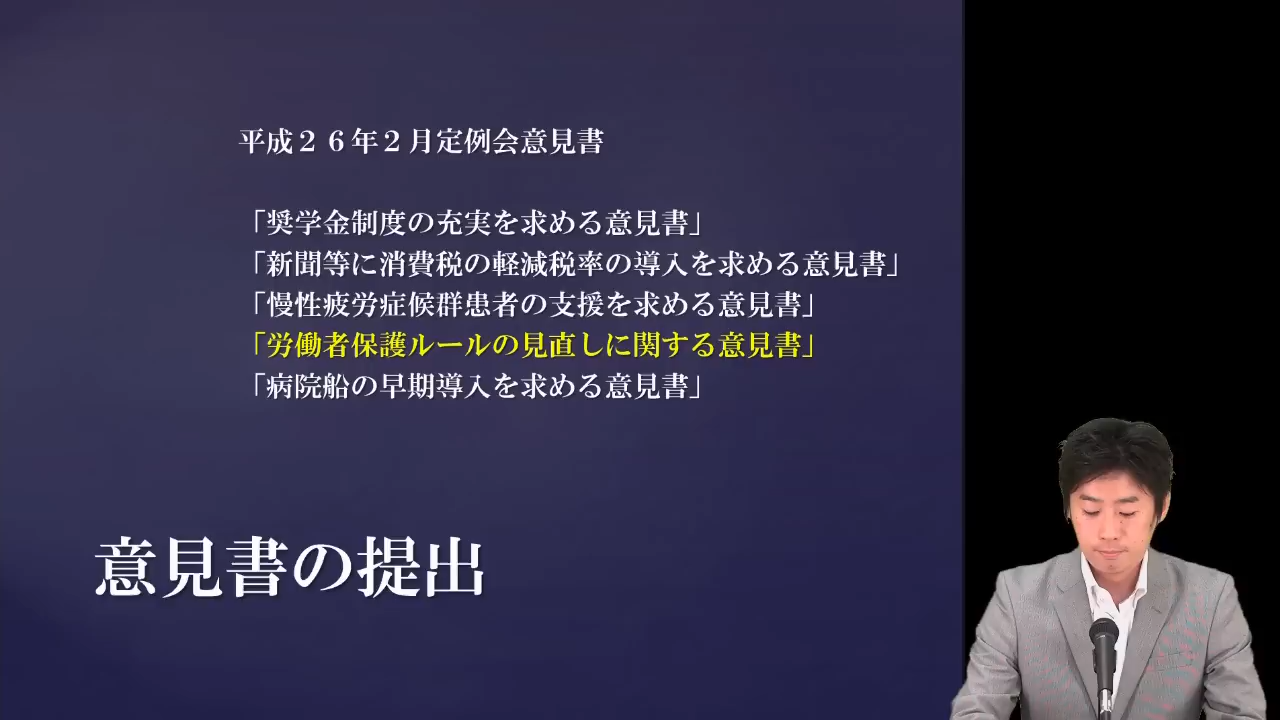 平成２６年２月定例会意見書
「奨学金制度の充実を求める意見書」
「新聞等に消費税の軽減税率の導入を求める意見書」
「慢性疲労症候群患者の支援を求める意見書」
「労働者保護ルールの見直しに関する意見書」
「病院船の早期導入を求める意見書」
意見書の提出